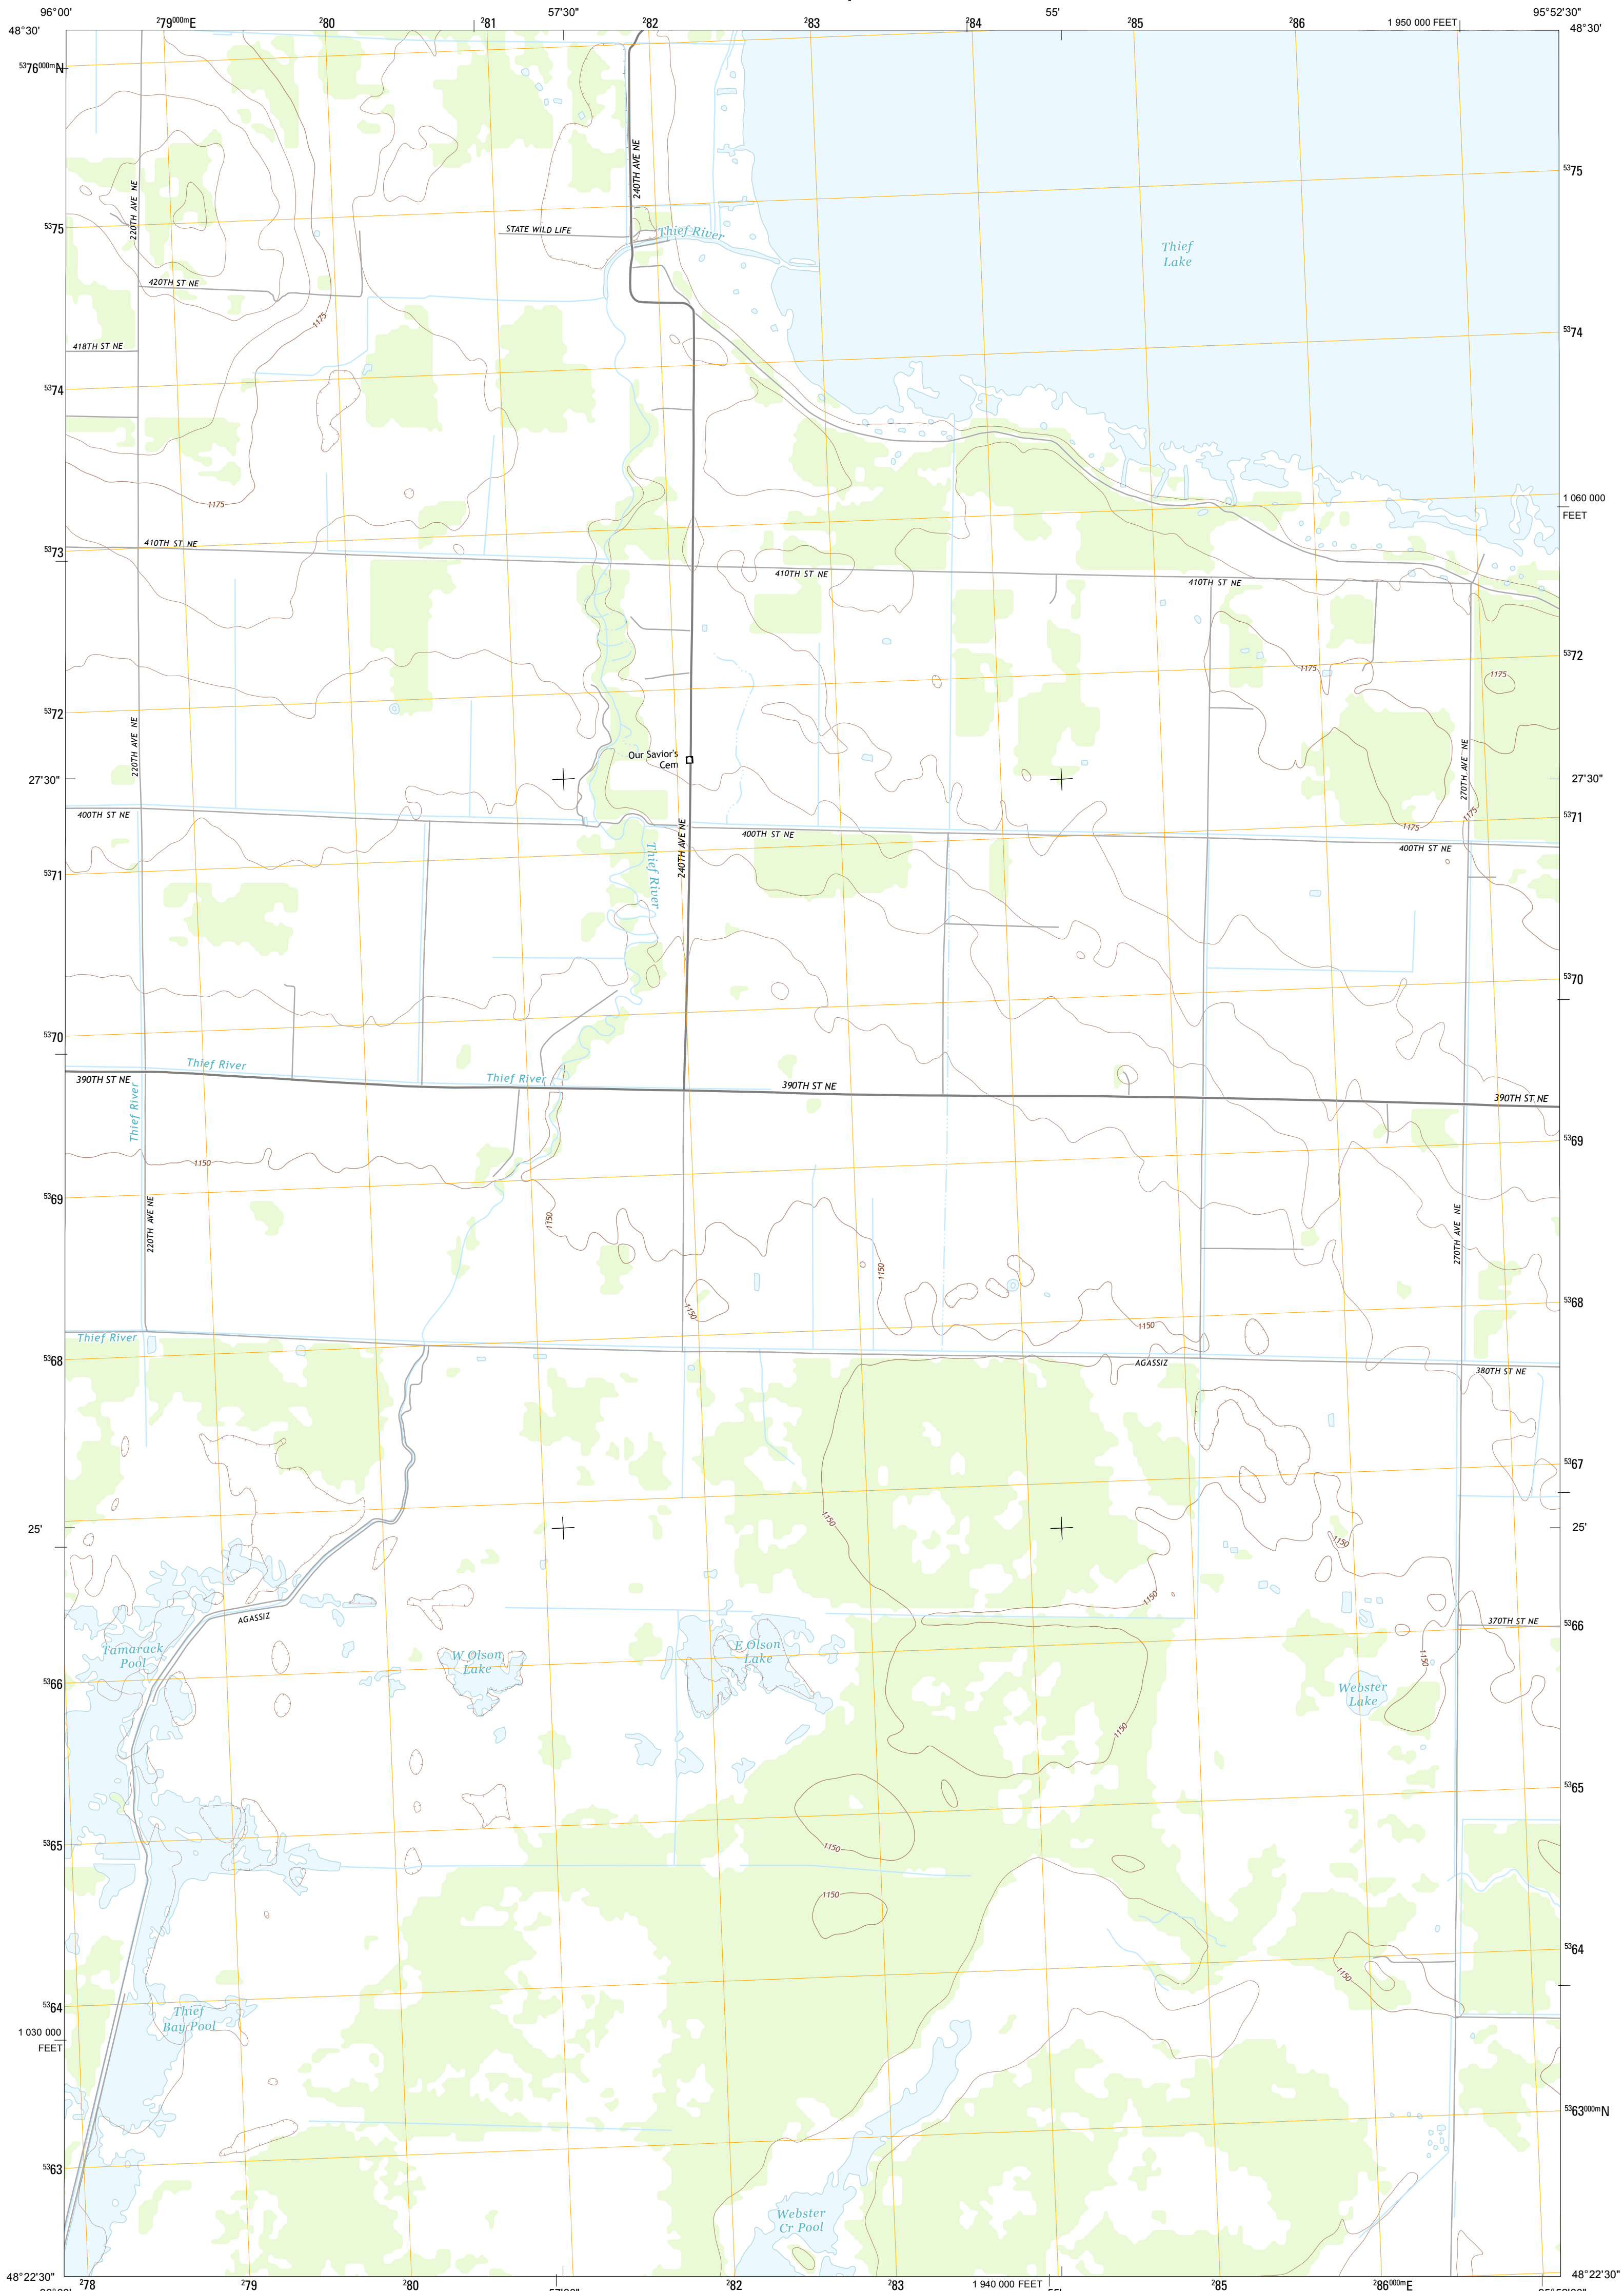 96°00'
²79⁰⁰⁰ᵐE
²81
57'30"
²82
²83
²84
55'
²85
²86
1 950 000 FEET
95°52'30"
48°30'
48°30'
⁵³76⁰⁰⁰ᵐN
240TH AVE NE
⁵³75
220TH AVE NE
⁵³75
STATE WILD LIFE
Thief River
Thief
Lake
420TH ST NE
1175
⁵³74
418TH ST NE
⁵³74
1175
1 060 000
FEET
410TH ST NE
⁵³73
410TH ST NE
410TH ST NE
⁵³72
1175
1175
⁵³72
220TH AVE NE
Our Savior's
Cem
270TH AVE NE
27'30"
27'30"
400TH ST NE
1175
1175
⁵³71
400TH ST NE
240TH AVE NE
400TH ST NE
⁵³71
Thief River
⁵³70
⁵³70
Thief River
390TH ST NE
Thief River
390TH ST NE
390TH ST NE
Thief River
⁵³69
1150
⁵³69
220TH AVE NE
1150
270TH AVE NE
1150
1150
⁵³68
1150
Thief River
⁵³68
AGASSIZ
380TH ST NE
⁵³67
1150
25'
25'
1150
1150
AGASSIZ
370TH ST NE
⁵³66
Tamarack
Pool
W Olson
Lake
E Olson
Lake
1150
⁵³66
Webster
Lake
1150
⁵³65
⁵³65
1150
1150
⁵³64
1150
⁵³64
Thief
Bay Pool
1 030 000
FEET
⁵³63⁰⁰⁰ᵐN
⁵³63
Webster
Cr Pool
48°22'30"
48°22'30"
²78
²79
²80
²82
²83
1 940 000 FEET
²85
²86⁰⁰⁰ᵐE